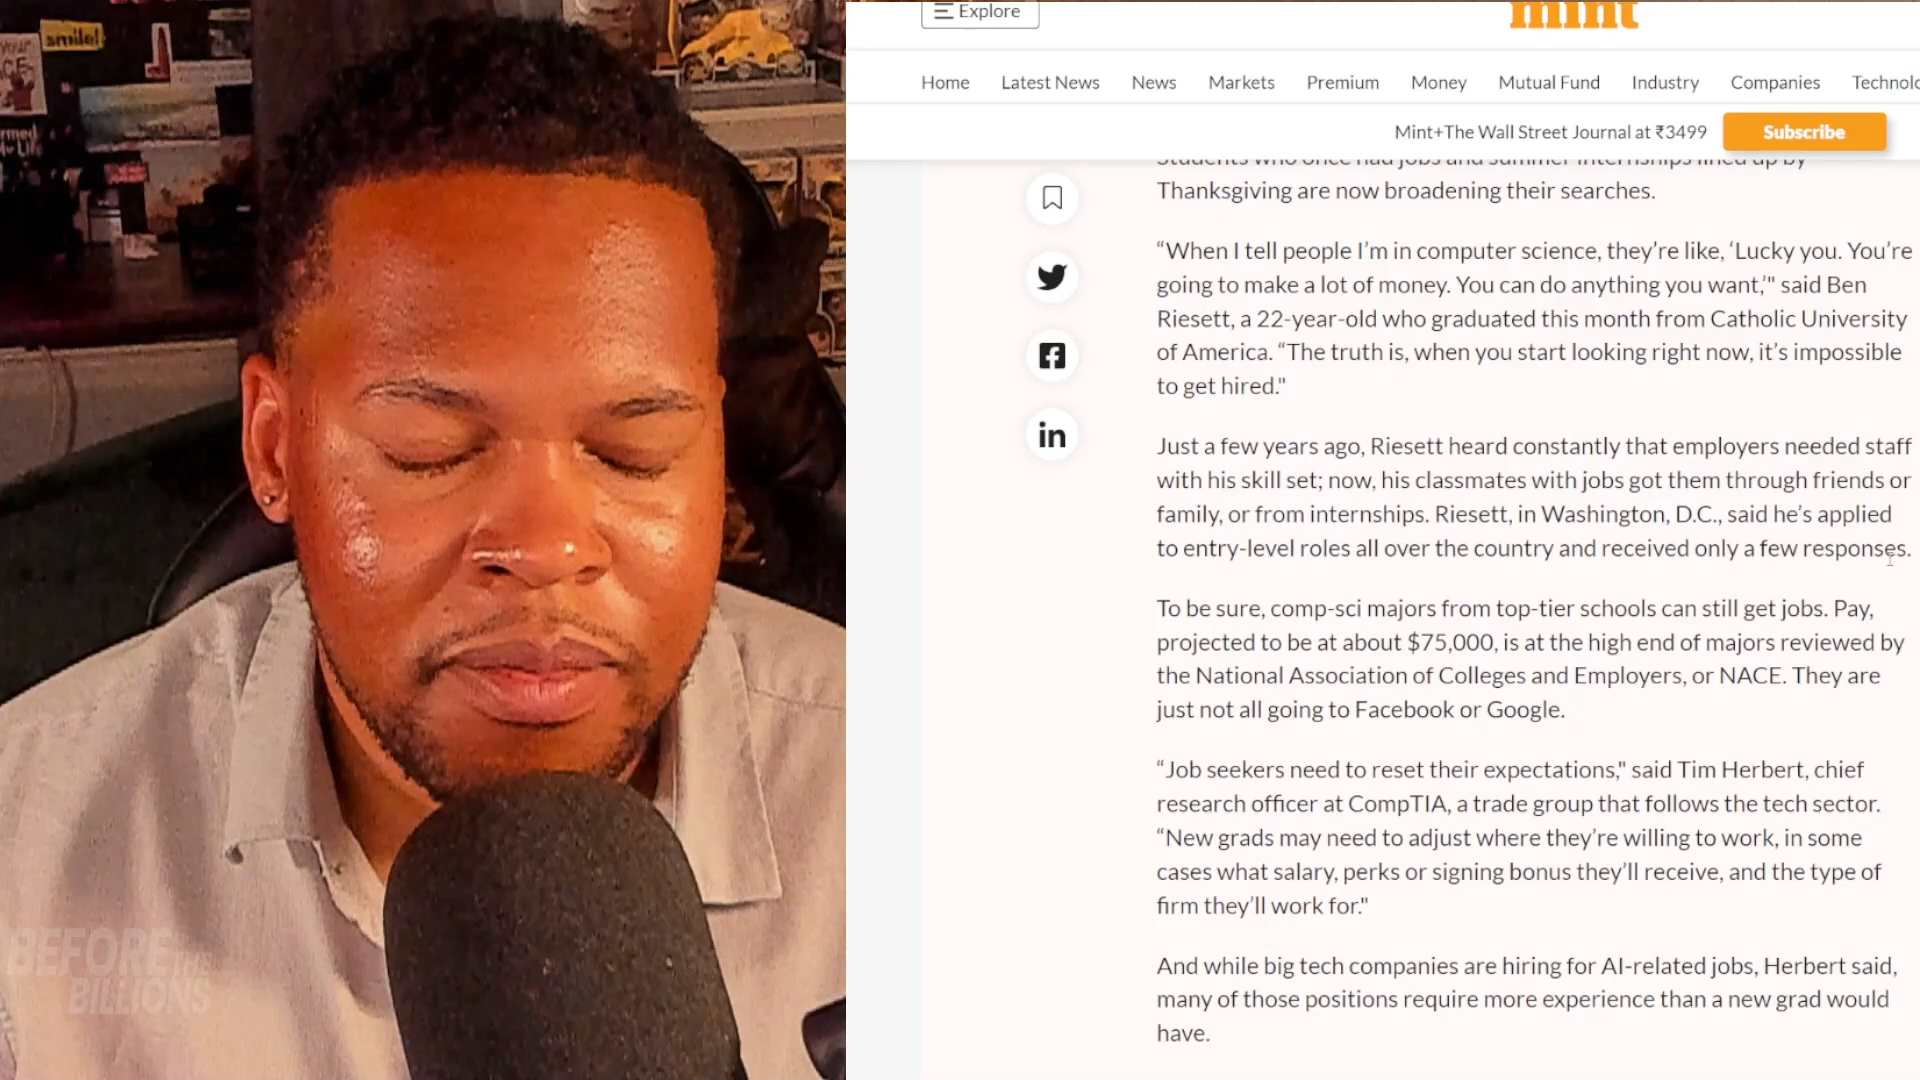 smile!
BEFORE THE
BILLIONS
Explore
mint
Home Latest News News Markets Premium Money Mutual Fund Industry Companies Technolo
Mint+The Wall Street Journal at ₹3499 Subscribe
Students who once had jobs and summer internships lined up by
Thanksgiving are now broadening their searches.
“When I tell people I’m in computer science, they’re like, ‘Lucky you. You’re
going to make a lot of money. You can do anything you want,’" said Ben
Riesett, a 22-year-old who graduated this month from Catholic University
of America. “The truth is, when you start looking right now, it’s impossible
to get hired."
Just a few years ago, Riesett heard constantly that employers needed staff
with his skill set; now, his classmates with jobs got them through friends or
family, or from internships. Riesett, in Washington, D.C., said he’s applied
to entry-level roles all over the country and received only a few responses.
To be sure, comp-sci majors from top-tier schools can still get jobs. Pay,
projected to be at about $75,000, is at the high end of majors reviewed by
the National Association of Colleges and Employers, or NACE. They are
just not all going to Facebook or Google.
“Job seekers need to reset their expectations," said Tim Herbert, chief
research officer at CompTIA, a trade group that follows the tech sector.
“New grads may need to adjust where they’re willing to work, in some
cases what salary, perks or signing bonus they’ll receive, and the type of
firm they’ll work for."
And while big tech companies are hiring for AI-related jobs, Herbert said,
many of those positions require more experience than a new grad would
have.